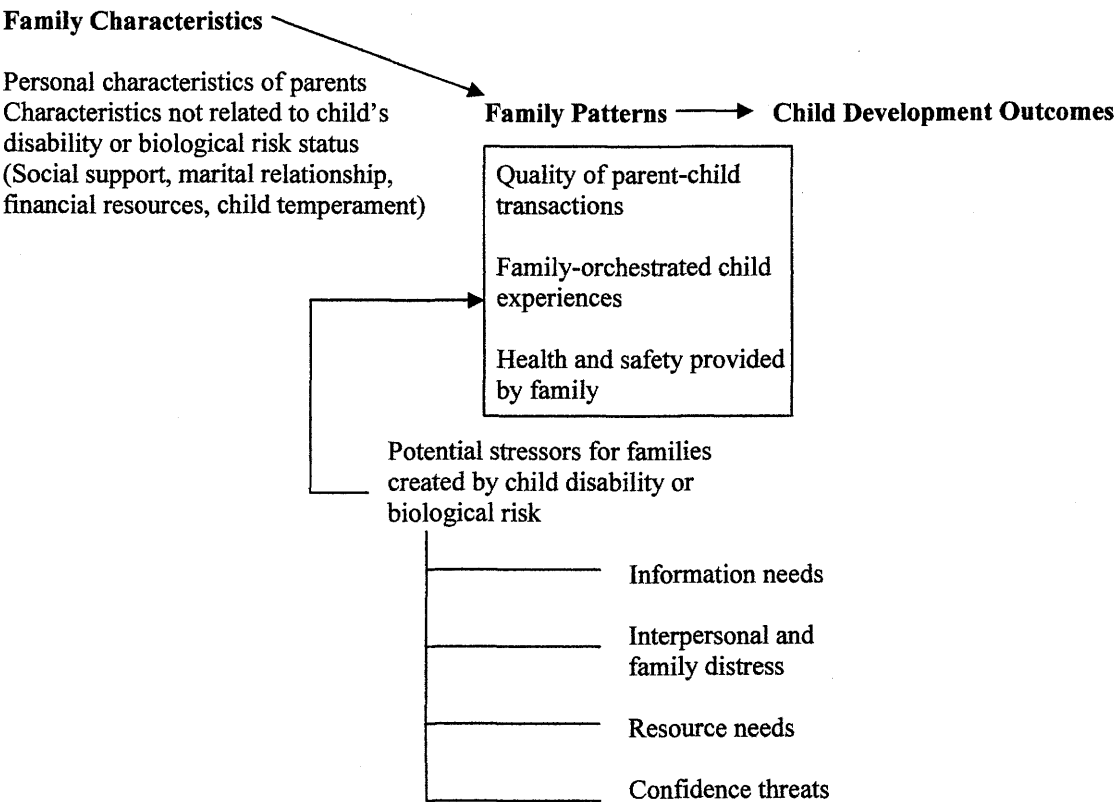 Family Characteristics
Personal characteristics of parents
Characteristics not related to child's
disability or biological risk status
(Social support, marital relationship,
financial resources, child temperament)
Family Patterns
Child Development Outcomes
Quality of parent-child
transactions
Family-orchestrated child
experiences
Health and safety provided
by family
Potential stressors for families
created by child disability or
biological risk
Information needs
Interpersonal and
family distress
Resource needs
Confidence threats